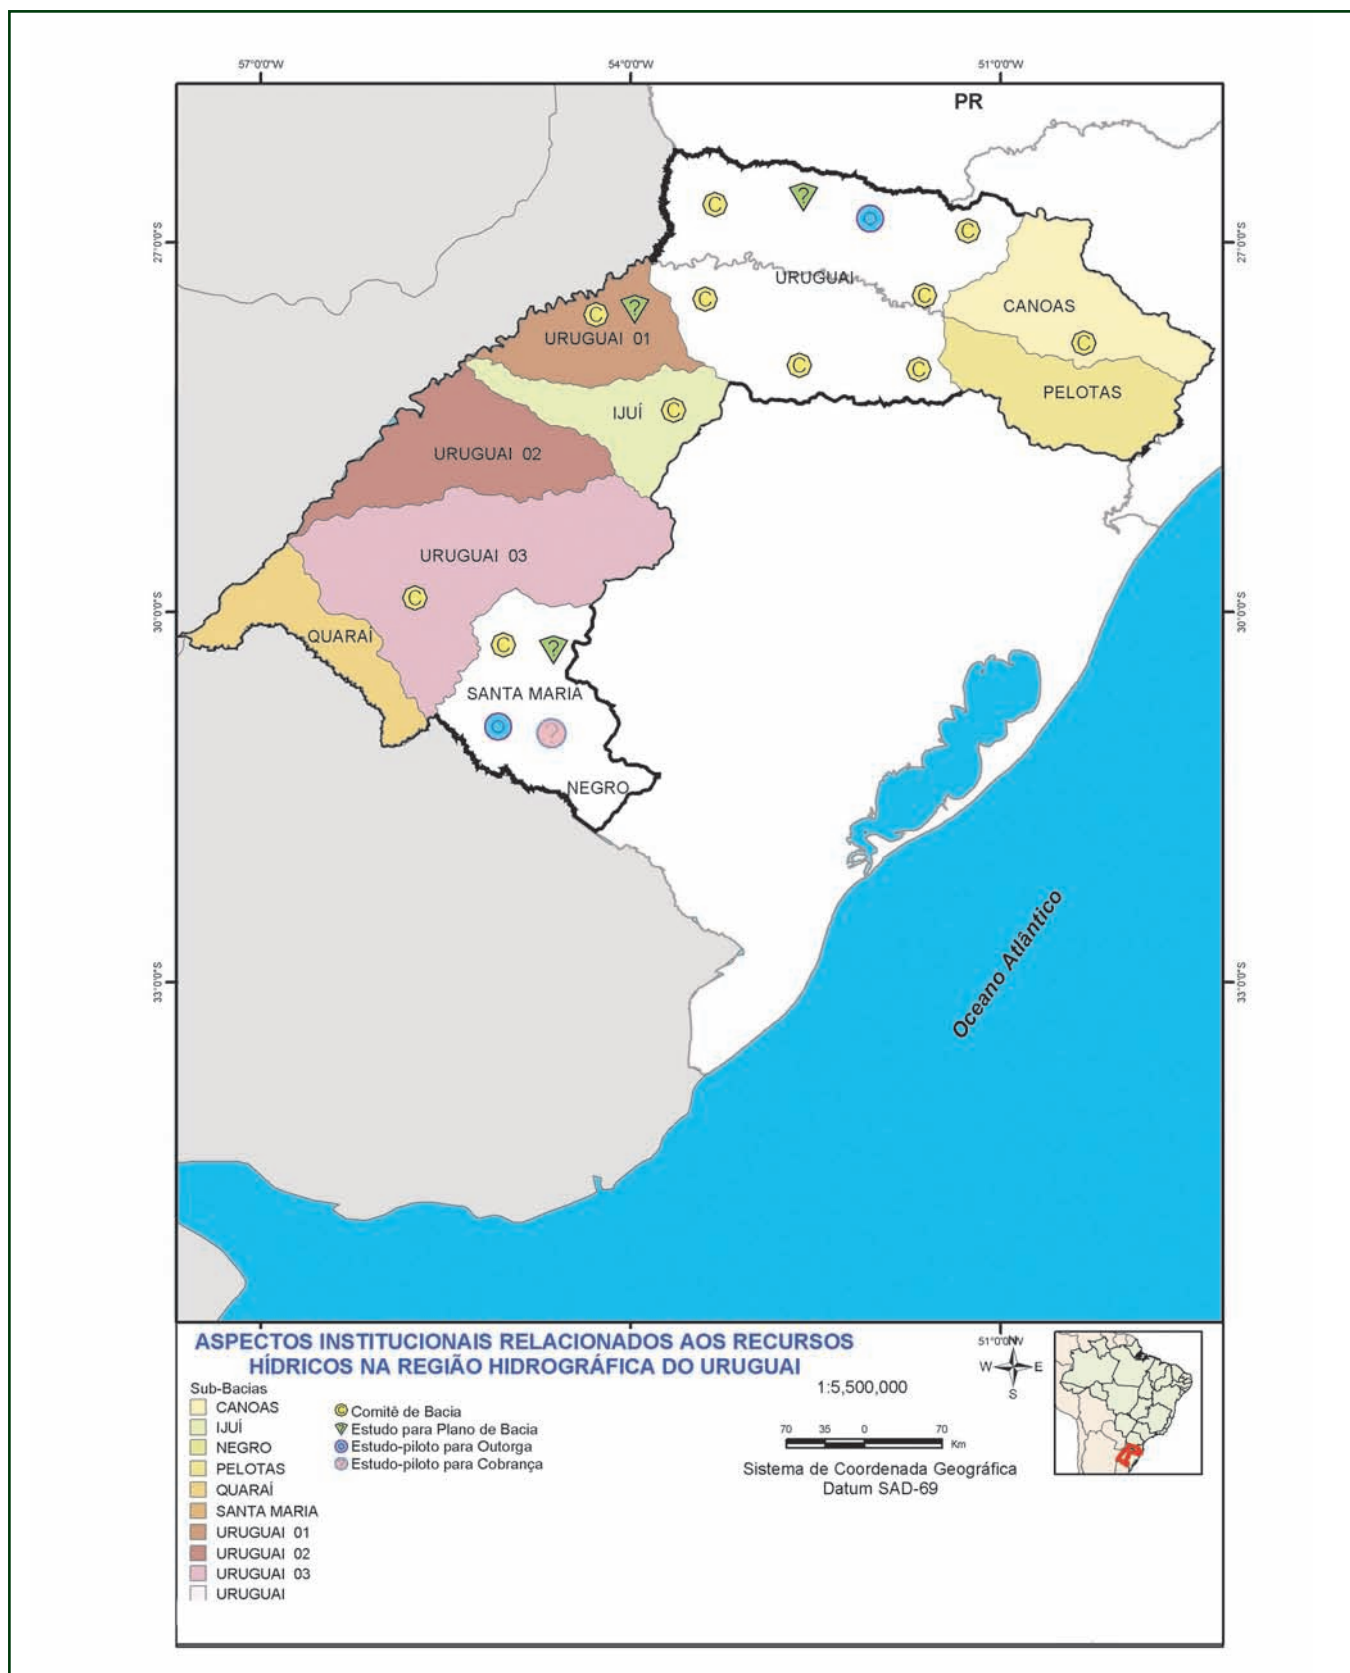 57°0'0"W
54°0'0"W
51°0'0"W
PR
27°0'0"S
27°0'0"S
C
?
C
URUGUAI
C
C
C
?
URUGUAI 01
CANOAS
C
C
C
PELOTAS
IJUÍ
C
URUGUAI 02
URUGUAI 03
C
30°0'0"S
30°0'0"S
QUARAÍ
C
?
SANTA MARIA
?
NEGRO
Oceano Atlântico
33°0'0"S
33°0'0"S
ASPECTOS INSTITUCIONAIS RELACIONADOS AOS RECURSOS
HÍDRICOS NA REGIÃO HIDROGRÁFICA DO URUGUAI
Sub-Bacias
CANOAS
IJUÍ
NEGRO
PELOTAS
QUARAÍ
SANTA MARIA
URUGUAI 01
URUGUAI 02
URUGUAI 03
URUGUAI
C Comitê de Bacia
? Estudo para Plano de Bacia
Estudo-piloto para Outorga
? Estudo-piloto para Cobrança
51°0'0"W
N
W E
S
1:5,500,000
70 35 0 70
Km
Sistema de Coordenada Geográfica
Datum SAD-69